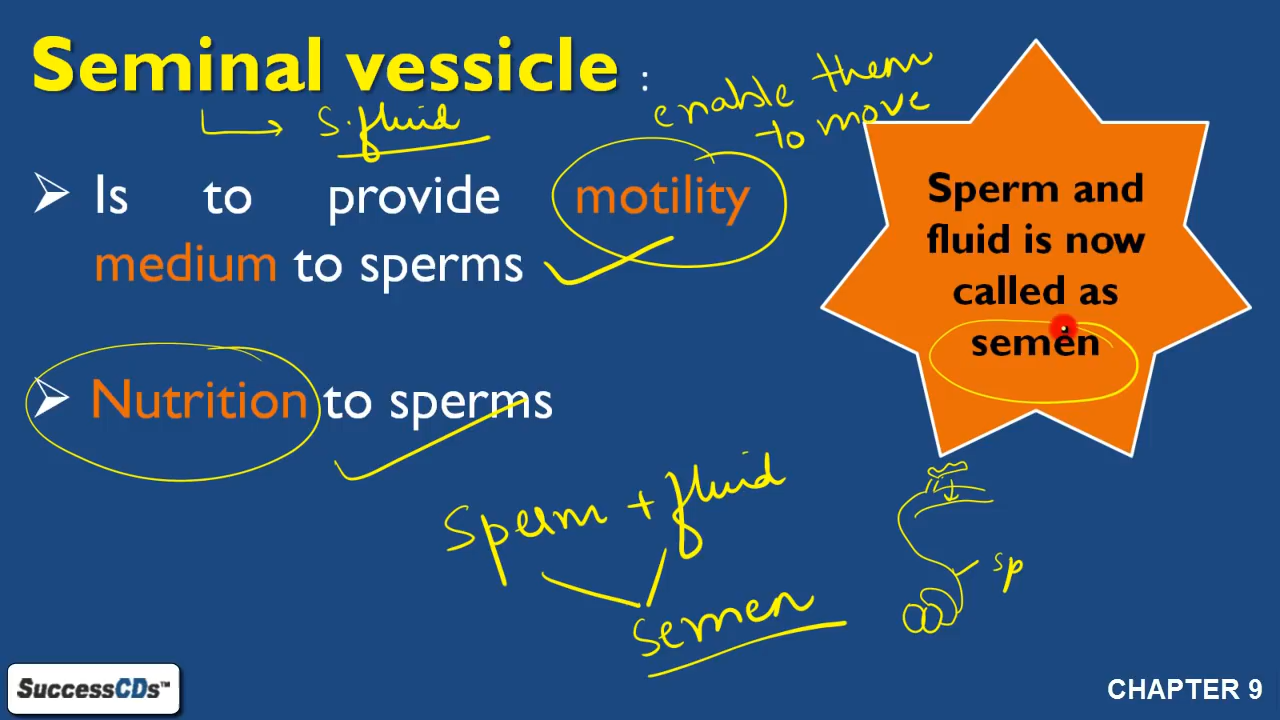 Seminal vessicle :
S. fluid
enable them
to move
Is to provide motility
medium to sperms
Nutrition to sperms
Sperm and
fluid is now
called as
semen
Sperm + fluid
Semen
sp
SuccessCDs™
CHAPTER 9